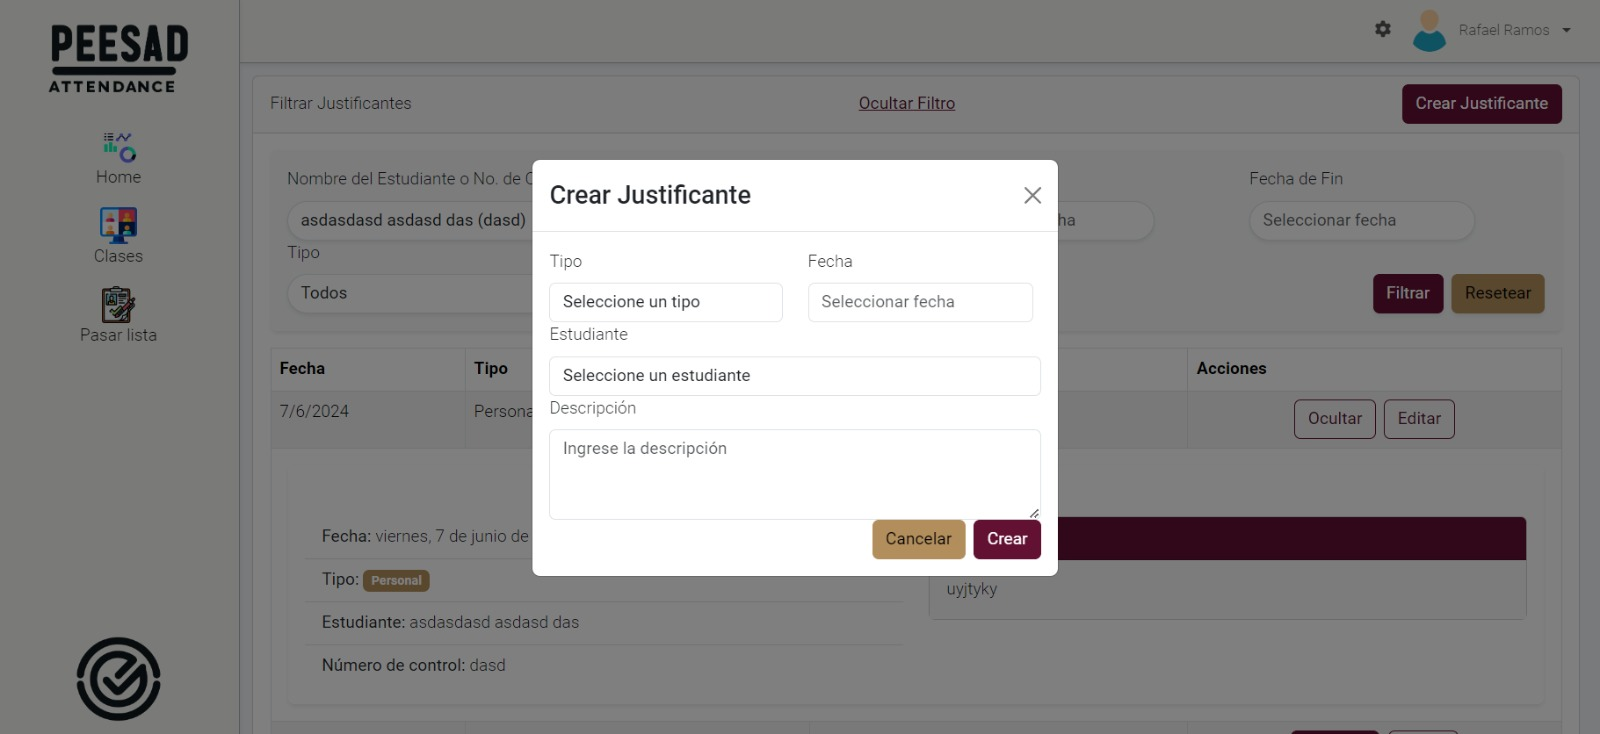 PEESAD
ATTENDANCE
Home
Clases
Pasar lista
Rafael Ramos
Filtrar Justificantes
Ocultar Filtro
Crear Justificante
Nombre del Estudiante o No. de
Fecha de Fin
asdasdasd asdasd das (dasd)
Seleccionar fecha
Tipo
Todos
Filtrar
Resetear
Fecha
Tipo
Acciones
7/6/2024
Ocultar
Editar
Fecha: viernes, 7 de junio de
Tipo: Personal
Estudiante: asdasdasd asdasd das
Número de control: dasd
uyjtyky
Crear Justificante
Tipo
Fecha
Seleccione un tipo
Seleccionar fecha
Estudiante
Seleccione un estudiante
Descripción
Ingrese la descripción
Cancelar
Crear